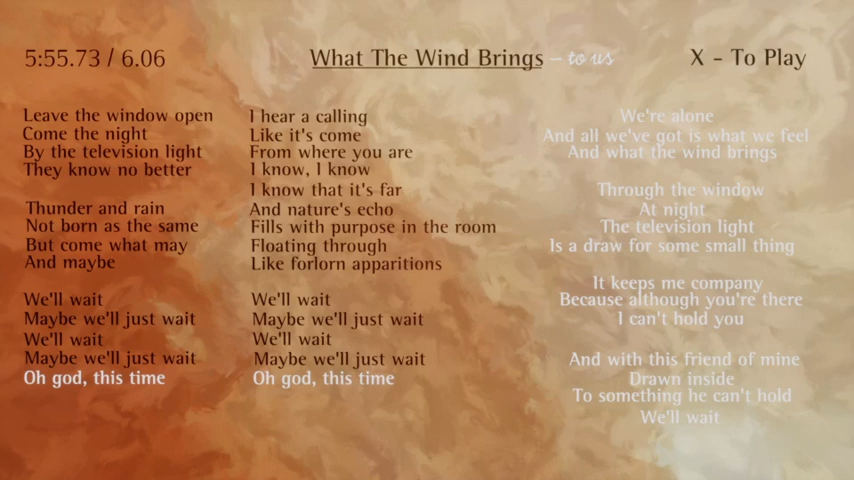 5:55.73 / 6.06
What The Wind Brings – to us
X - To Play
Leave the window open
Come the night
By the television light
They know no better
Thunder and rain
Not born as the same
But come what may
And maybe
We'll wait
Maybe we'll just wait
We'll wait
Maybe we'll just wait
Oh god, this time
I hear a calling
Like it's come
From where you are
I know, I know
I know that it's far
And nature's echo
Fills with purpose in the room
Floating through
Like forlorn apparitions
We'll wait
Maybe we'll just wait
We'll wait
Maybe we'll just wait
Oh god, this time
We're alone
And all we've got is what we feel
And what the wind brings
Through the window
At night
The television light
Is a draw for some small thing
It keeps me company
Because although you're there
I can't hold you
And with this friend of mine
Drawn inside
To something he can't hold
We'll wait